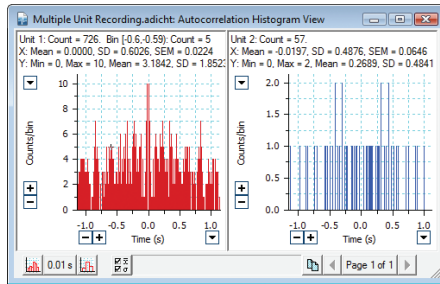 Multiple Unit Recording.adicht: Autocorrelation Histogram View
Unit 1: Count = 726. Bin [-0.6,-0.59): Count = 5
X: Mean = 0.0000, SD = 0.6026, SEM = 0.0224
Y: Min = 0, Max = 10, Mean = 3.1842, SD = 1.852
Unit 2: Count = 57.
X: Mean = -0.0197, SD = 0.4876, SEM = 0.0646
Y: Min = 0, Max = 2, Mean = 0.2689, SD = 0.4841
Counts/bin
10
8
6
4
2
0
-1.0 -0.5 0.0 0.5 1.0
Time (s)
Counts/bin
2.0
1.5
1.0
0.5
0.0
-1.0 -0.5 0.0 0.5 1.0
Time (s)
0.01 s
Page 1 of 1